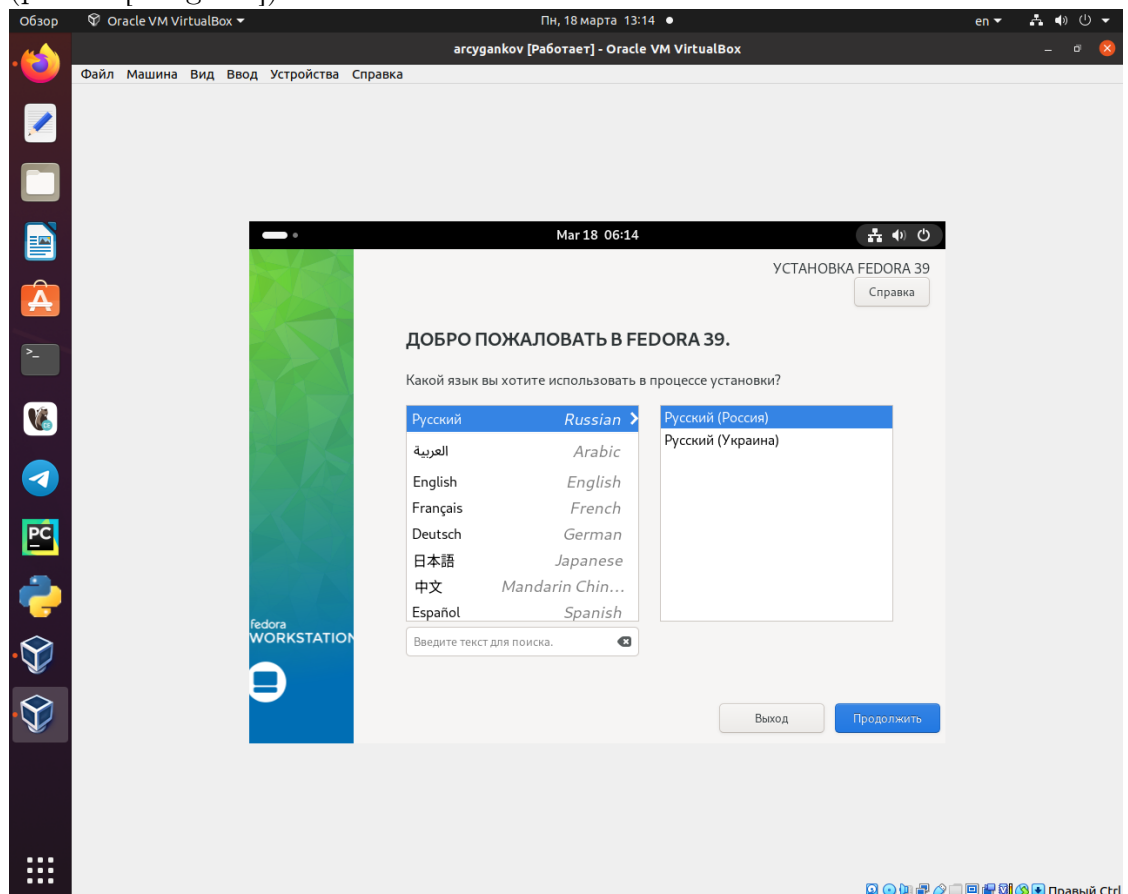 Обзор Oracle VM VirtualBox Пн, 18 марта 13:14 en
arcygankov [Работает] - Oracle VM VirtualBox
Файл Машина Вид Ввод Устройства Справка
Mar 18 06:14
УСТАНОВКА FEDORA 39
Справка
ДОБРО ПОЖАЛОВАТЬ В FEDORA 39.
Какой язык вы хотите использовать в процессе установки?
Русский Russian Русский (Россия)
Русский (Украина)
العربية Arabic
English English
Français French
Deutsch German
日本語 Japanese
中文 Mandarin Chin...
Español Spanish
Введите текст для поиска.
fedora
WORKSTATION
Выход Продолжить
PC
Правый Ctrl